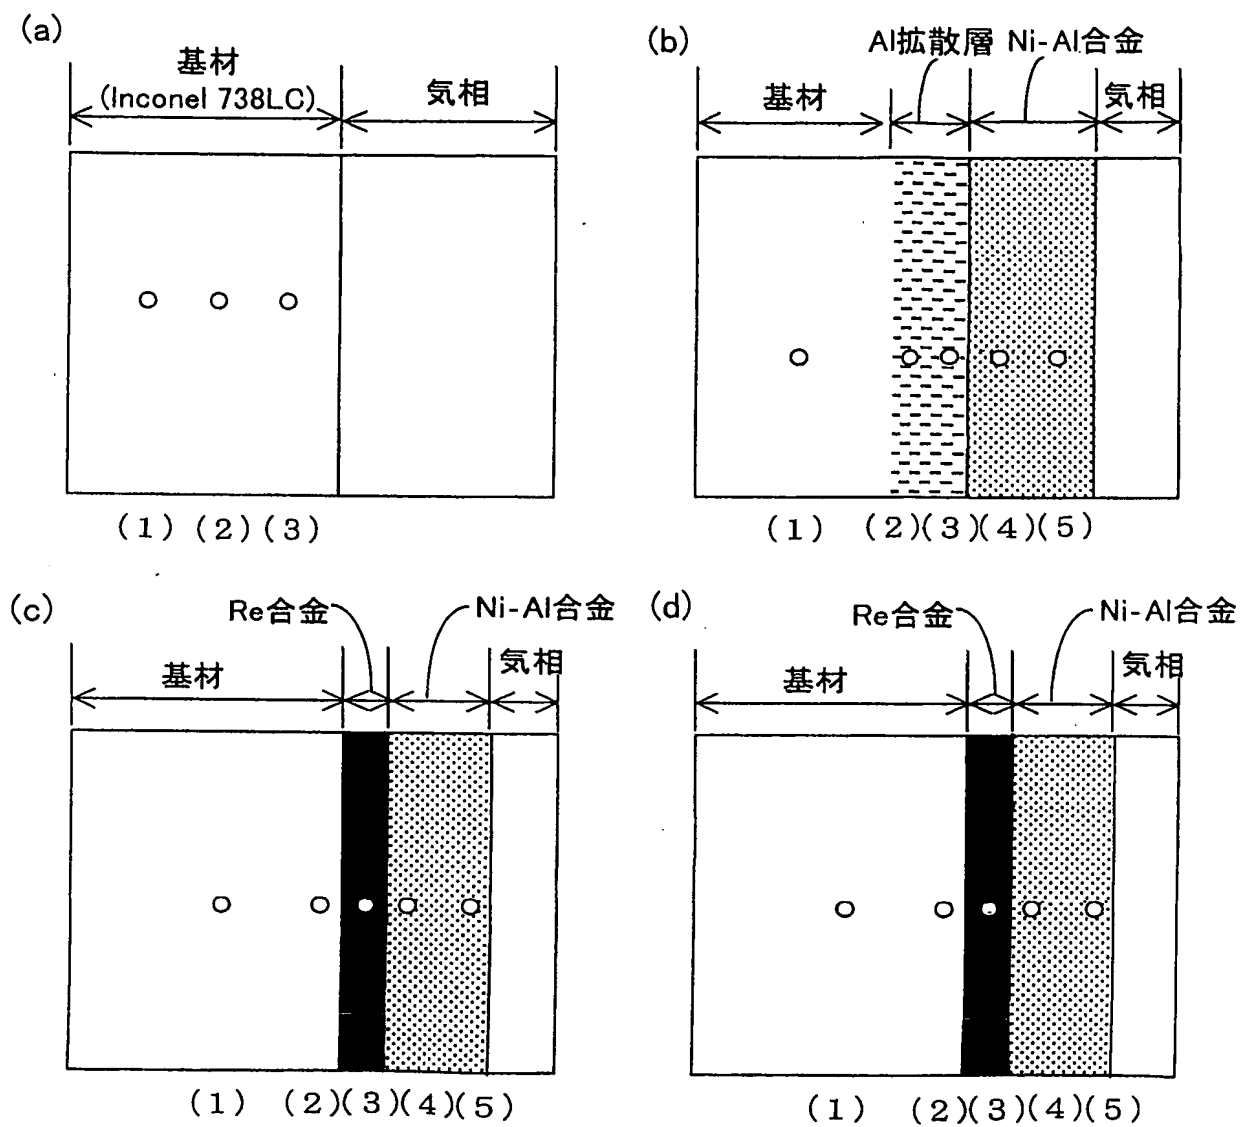 (a)
基材
(Inconel 738LC)
気相
(1) (2) (3)
(b)
Al拡散層 Ni-Al合金
基材
気相
(1) (2)(3)(4)(5)
(c)
Re合金
Ni-Al合金
基材
気相
(1) (2)(3)(4)(5)
(d)
Re合金
Ni-Al合金
基材
気相
(1) (2)(3)(4)(5)